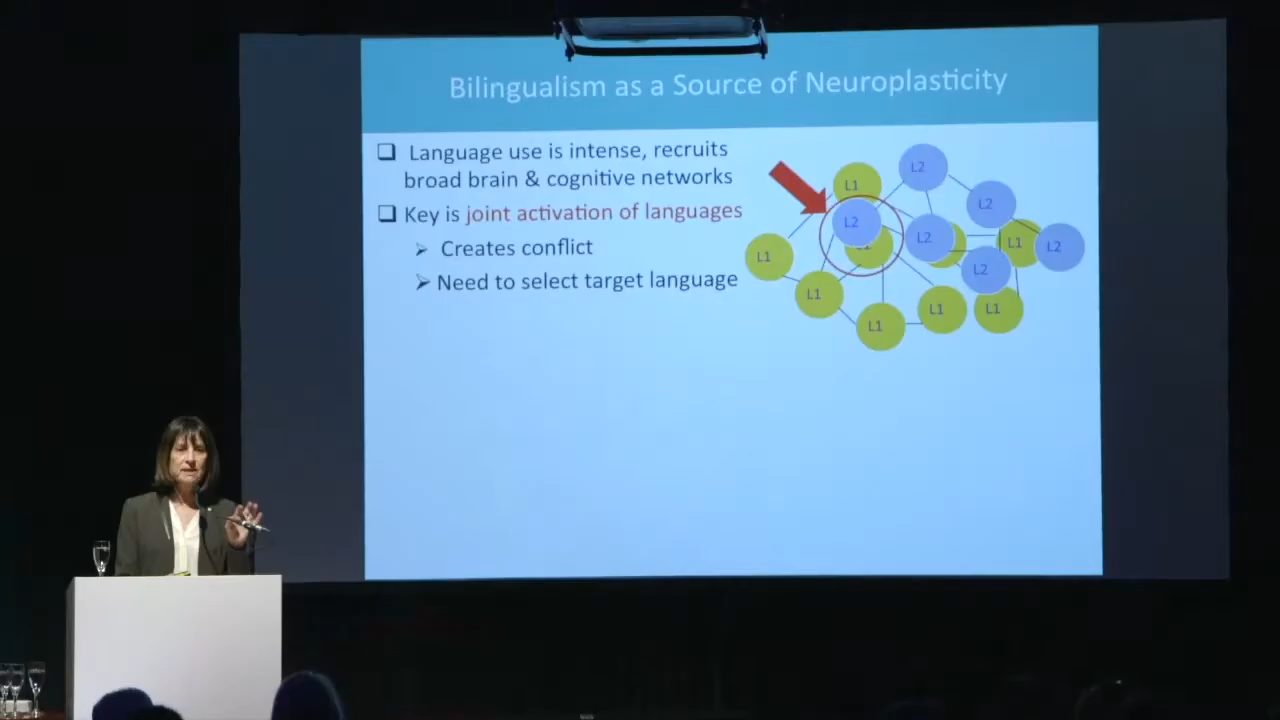 Bilingualism as a Source of Neuroplasticity
Language use is intense, recruits
broad brain & cognitive networks
Key is joint activation of languages
Creates conflict
Need to select target language
L2
L1
L2
L2
L2
L1
L2
L1
L1
L2
L1
L1
L1
L1